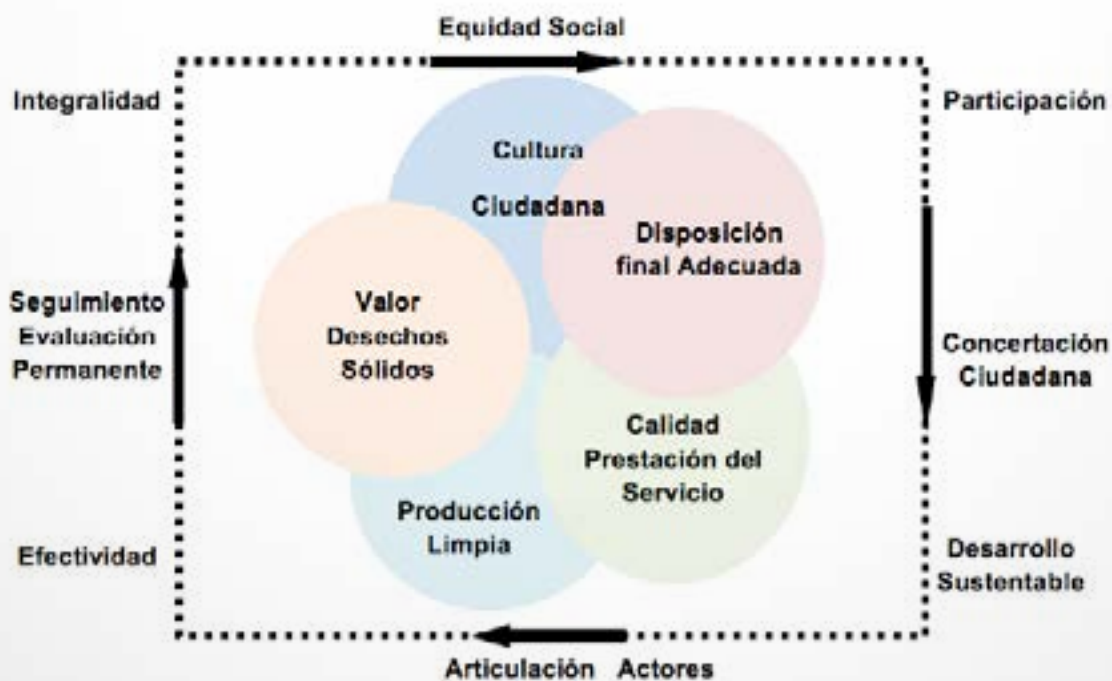 Equidad Social
Integralidad
Participación
Cultura
Ciudadana
Disposición
final Adecuada
Valor
Desechos
Sólidos
Seguimiento
Evaluación
Permanente
Concertación
Ciudadana
Calidad
Prestación del
Servicio
Producción
Limpia
Efectividad
Desarrollo
Sustentable
Articulación Actores